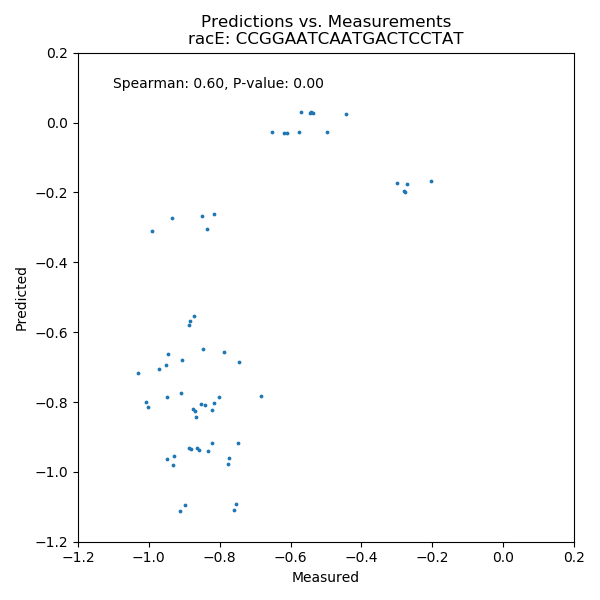 Predictions vs. Measurements
racE: CCGGAATCAATGACTCCTAT
Spearman: 0.60, P-value: 0.00
0.2
0.0
−0.2
−0.4
−0.6
−0.8
−1.0
−1.2
Predicted
−1.2 −1.0 −0.8 −0.6 −0.4 −0.2 0.0 0.2
Measured